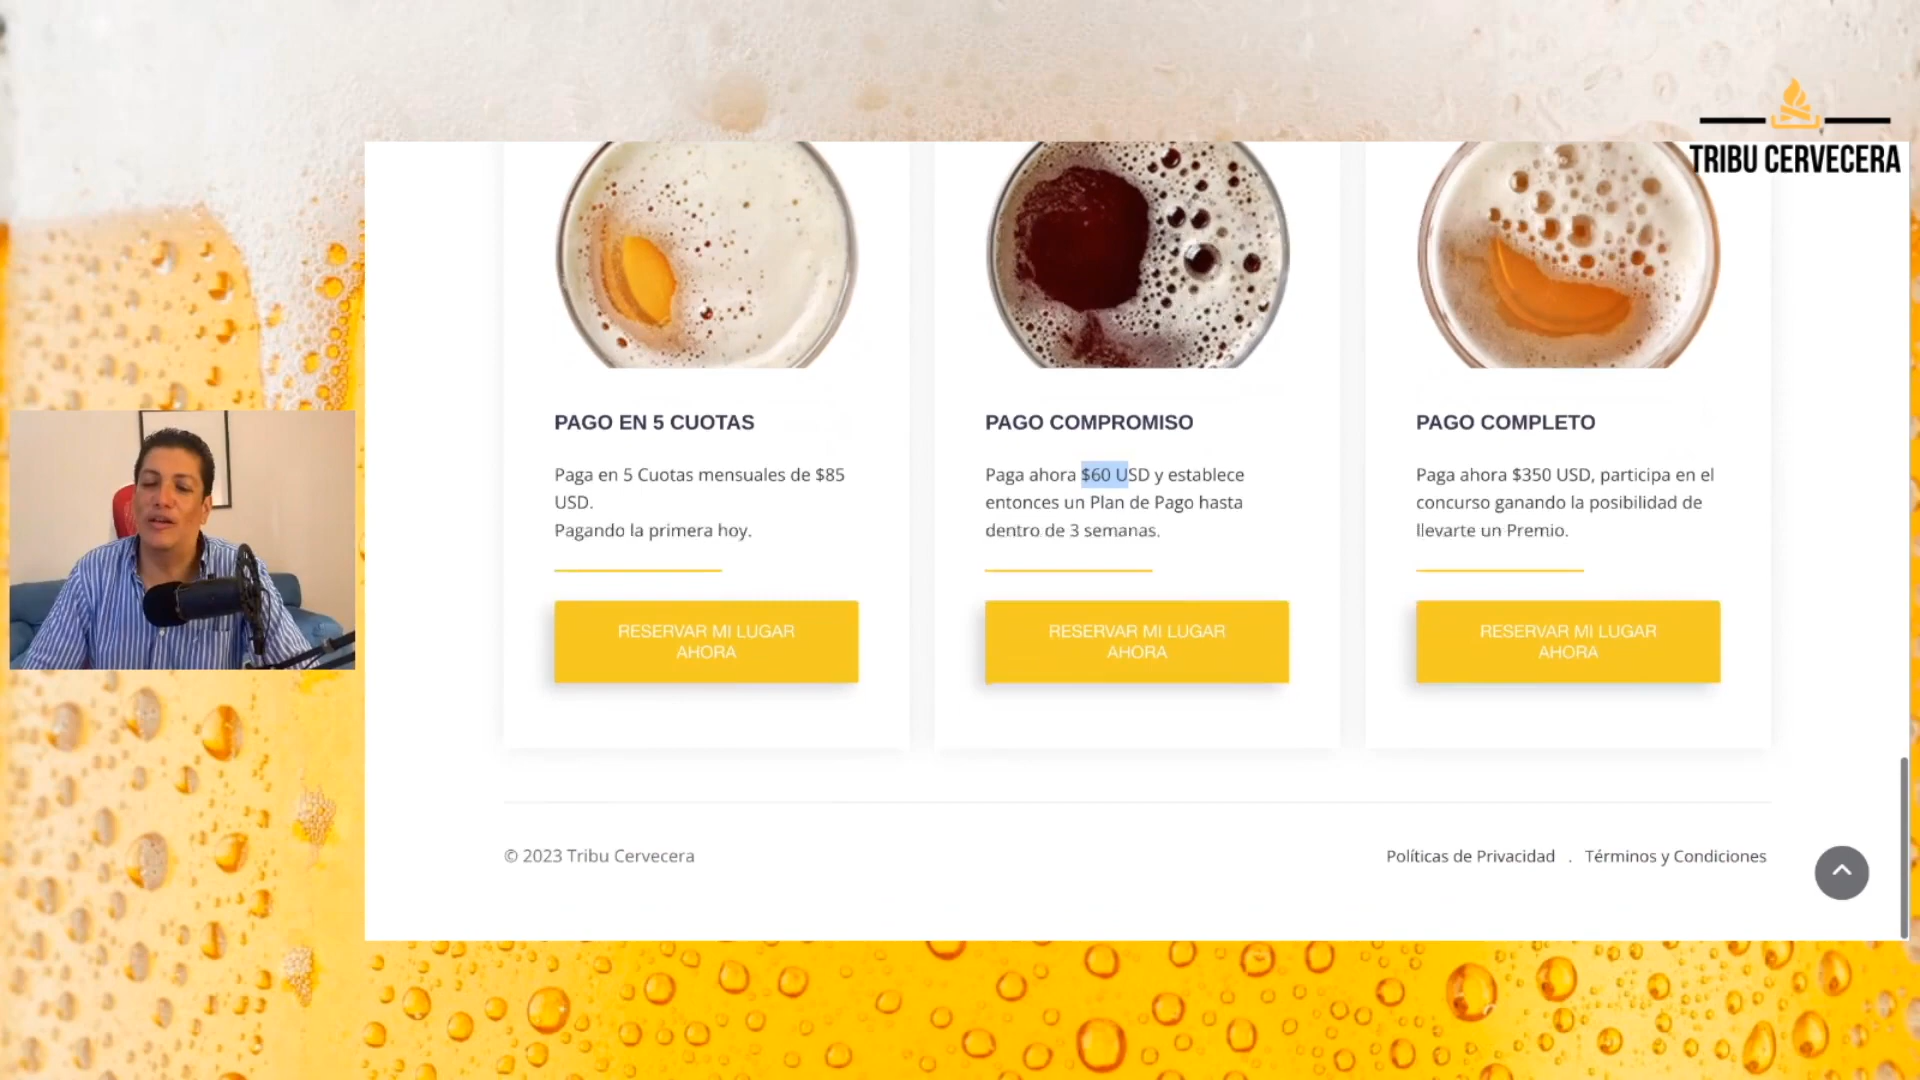 TRIBU CERVECERA
PAGO EN 5 CUOTAS
Paga en 5 Cuotas mensuales de $85
USD.
Pagando la primera hoy.
RESERVAR MI LUGAR
AHORA
PAGO COMPROMISO
Paga ahora $60 USD y establece
entonces un Plan de Pago hasta
dentro de 3 semanas.
RESERVAR MI LUGAR
AHORA
PAGO COMPLETO
Paga ahora $350 USD, participa en el
concurso ganando la posibilidad de
llevarte un Premio.
RESERVAR MI LUGAR
AHORA
© 2023 Tribu Cervecera
Políticas de Privacidad . Términos y Condiciones